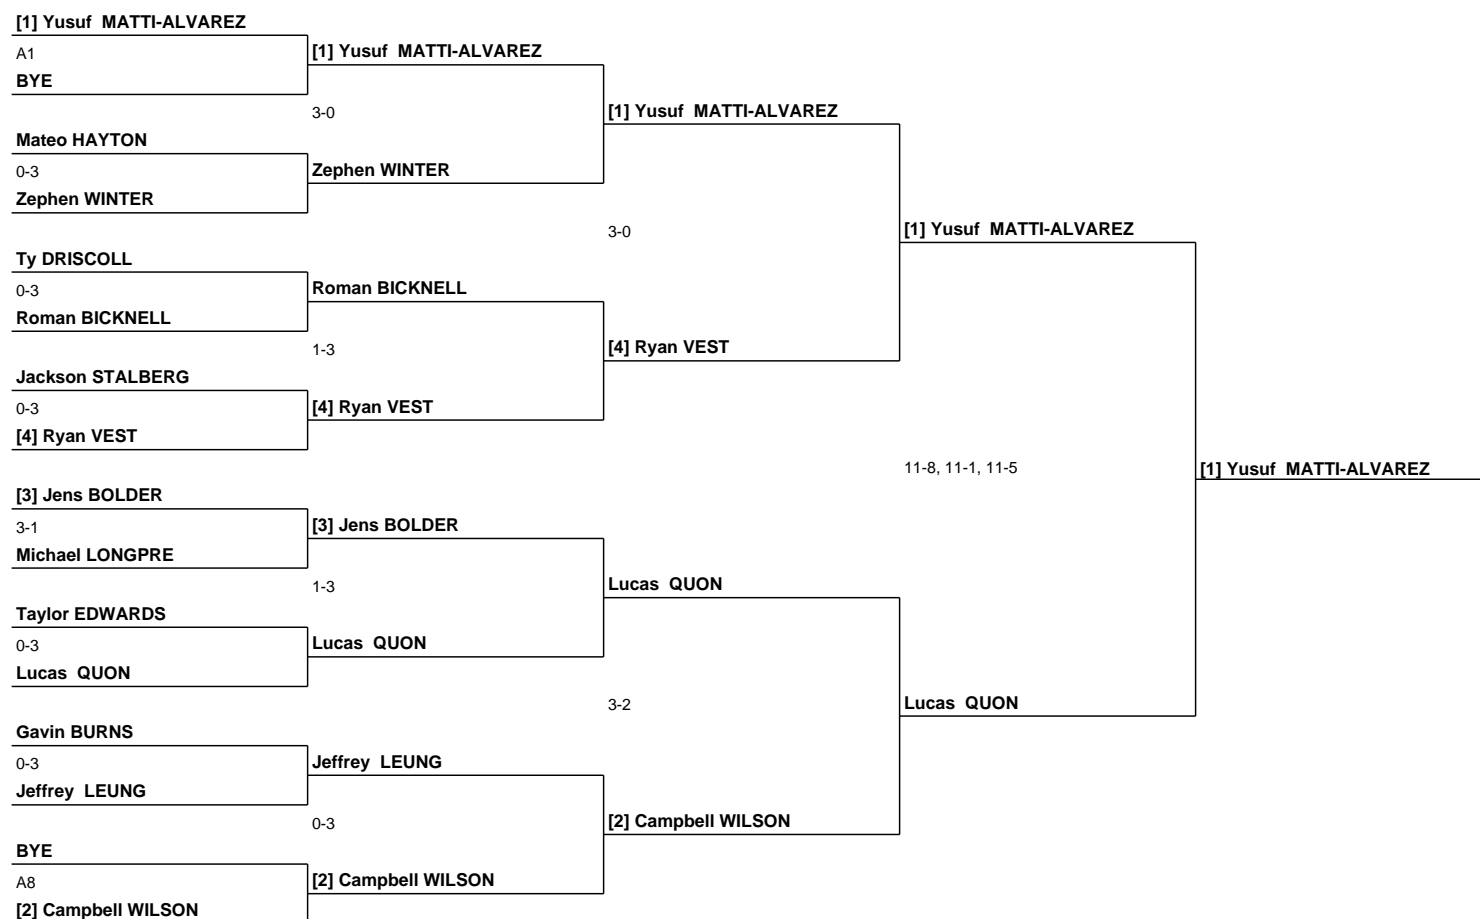 [1] Yusuf MATTI-ALVAREZ
A1
BYE
Mateo HAYTON
0-3
Zephen WINTER
Ty DRISCOLL
0-3
Roman BICKNELL
Jackson STALBERG
0-3
[4] Ryan VEST
[3] Jens BOLDER
3-1
Michael LONGPRE
Taylor EDWARDS
0-3
Lucas QUON
Gavin BURNS
0-3
Jeffrey LEUNG
BYE
A8
[2] Campbell WILSON
[1] Yusuf MATTI-ALVAREZ
3-0
Zephen WINTER
Roman BICKNELL
1-3
[4] Ryan VEST
[3] Jens BOLDER
1-3
Lucas QUON
Jeffrey LEUNG
0-3
[2] Campbell WILSON
[1] Yusuf MATTI-ALVAREZ
3-0
[4] Ryan VEST
Lucas QUON
3-2
[2] Campbell WILSON
[1] Yusuf MATTI-ALVAREZ
11-8, 11-1, 11-5
Lucas QUON
[1] Yusuf MATTI-ALVAREZ